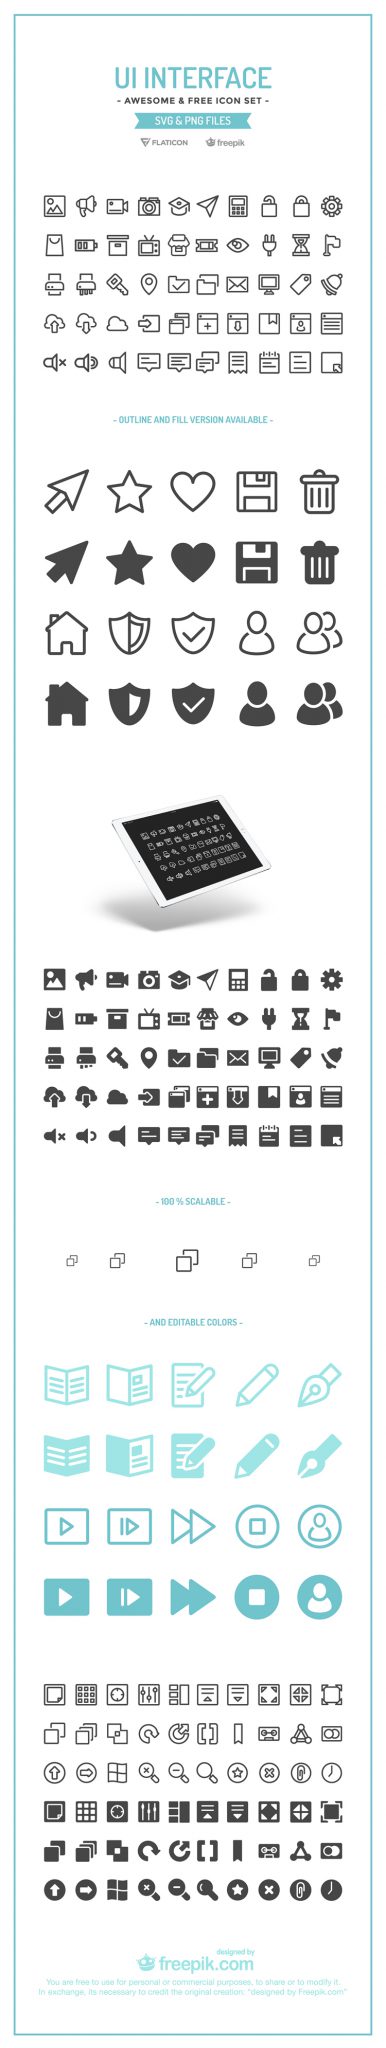 UI INTERFACE
- AWESOME & FREE ICON SET -
SVG & PNG FILES
FLATICON freepik
- OUTLINE AND FILL VERSION AVAILABLE -
- 100 % SCALABLE -
- AND EDITABLE COLORS -
designed by
freepik.com
You are free to use for personal or commercial purposes, to share or to modify it.
In exchange, its necessary to credit the original creation: "designed by Freepik.com"